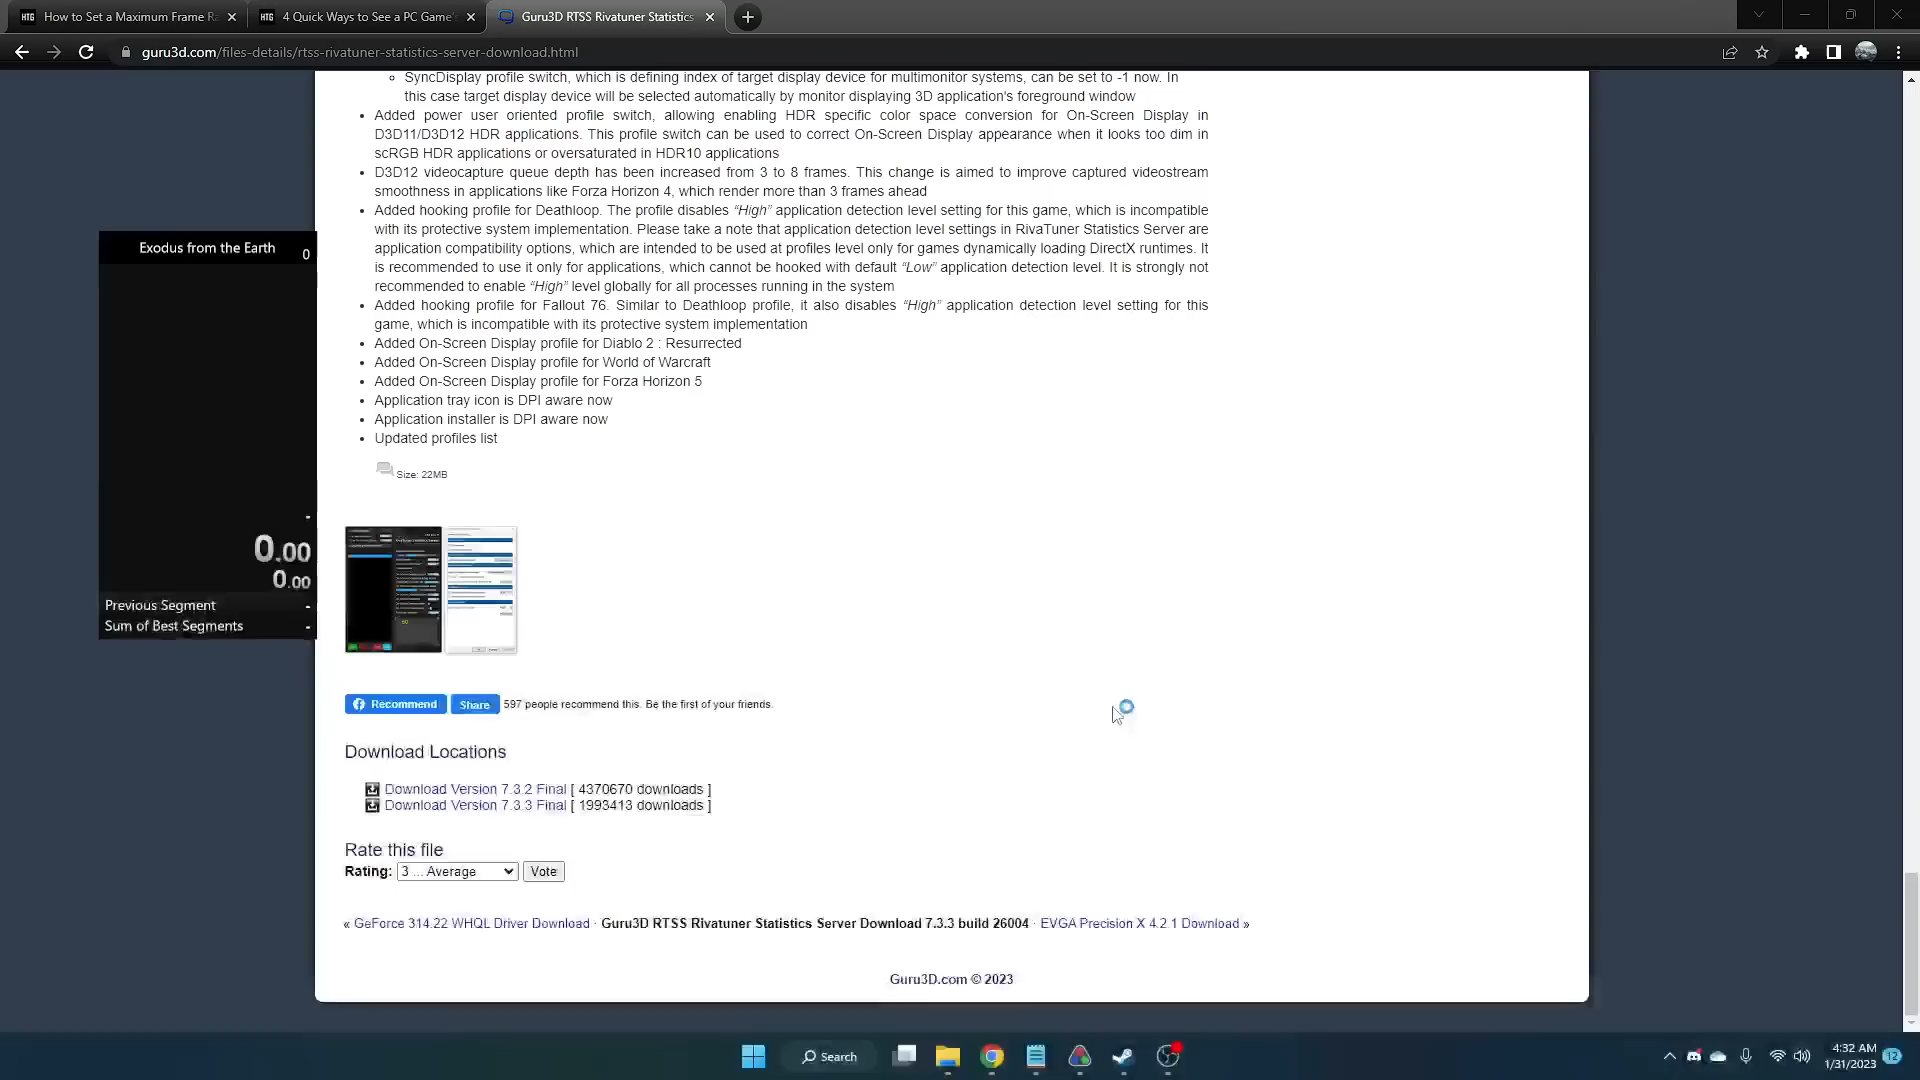 How to Set a Maximum Frame Ra
4 Quick Ways to See a PC Game's
Guru3D RTSS Rivatuner Statistics
guru3d.com/files-details/rtss-rivatuner-statistics-server-download.html
SyncDisplay profile switch, which is defining index of target display device for multimonitor systems, can be set to -1 now. In
this case target display device will be selected automatically by monitor displaying 3D application's foreground window
Added power user oriented profile switch, allowing enabling HDR specific color space conversion for On-Screen Display in
D3D11/D3D12 HDR applications. This profile switch can be used to correct On-Screen Display appearance when it looks too dim in
scRGB HDR applications or oversaturated in HDR10 applications
D3D12 videocapture queue depth has been increased from 3 to 8 frames. This change is aimed to improve captured videostream
smoothness in applications like Forza Horizon 4, which render more than 3 frames ahead
Added hooking profile for Deathloop. The profile disables “High” application detection level setting for this game, which is incompatible
with its protective system implementation. Please take a note that application detection level settings in RivaTuner Statistics Server are
application compatibility options, which are intended to be used at profiles level only for games dynamically loading DirectX runtimes. It
is recommended to use it only for applications, which cannot be hooked with default “Low” application detection level. It is strongly not
recommended to enable “High” level globally for all processes running in the system
Added hooking profile for Fallout 76. Similar to Deathloop profile, it also disables “High” application detection level setting for this
game, which is incompatible with its protective system implementation
Added On-Screen Display profile for Diablo 2 : Resurrected
Added On-Screen Display profile for World of Warcraft
Added On-Screen Display profile for Forza Horizon 5
Application tray icon is DPI aware now
Application installer is DPI aware now
Updated profiles list
Size: 22MB
Exodus from the Earth 0
-
0.00
0.00
Previous Segment -
Sum of Best Segments -
Recommend Share 597 people recommend this. Be the first of your friends.
Download Locations
Download Version 7.3.2 Final [ 4370670 downloads ]
Download Version 7.3.3 Final [ 1993413 downloads ]
Rate this file
Rating: 3 ... Average Vote
« GeForce 314.22 WHQL Driver Download · Guru3D RTSS Rivatuner Statistics Server Download 7.3.3 build 26004 · EVGA Precision X 4.2.1 Download »
Guru3D.com © 2023
Search
4:32 AM
1/31/2023
12